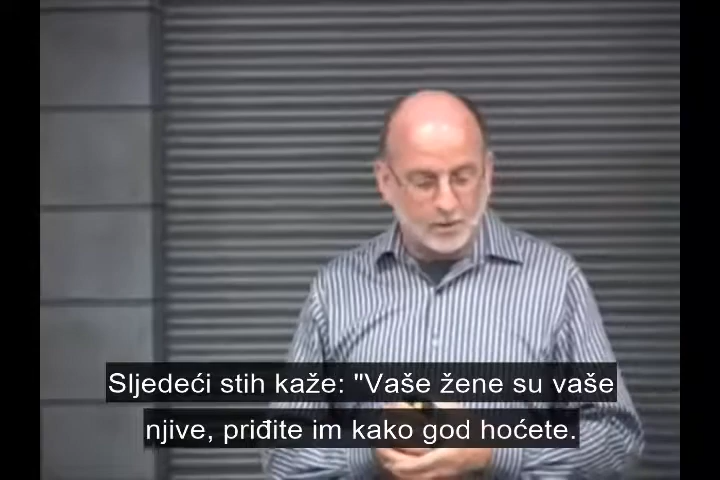 Sljedeći stih kaže: "Vaše žene su vaše
njive, priđite im kako god hoćete.